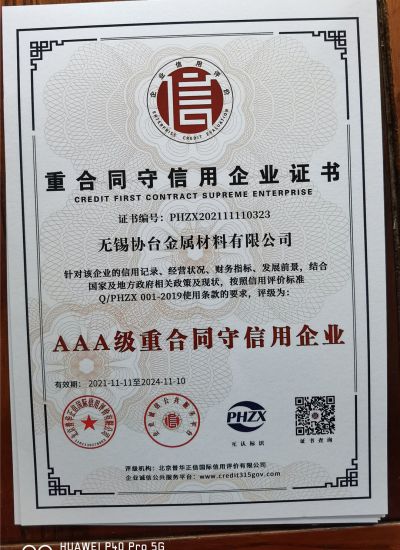 企业信用评价
ENTERPRISE CREDIT EVALUATION
信
重合同守信用企业证书
CREDIT FIRST CONTRACT SUPREME ENTERPRISE
证书编号：PHZX202111110323
无锡协台金属材料有限公司
针对该企业的信用记录、经营状况、财务指标、发展前景，结合
国家及地方政府相关政策及现状，按照信用评价标准
Q/PHZX 001-2019使用条款的要求，评级为：
AAA级重合同守信用企业
有效期： 2021-11-11至2024-11-10
PHZX
互认标识
证书查询
评级机构：北京普华正信国际信用评价有限公司
企业诚信公共服务平台：www.credit315gov.com
HUAWEI P40 Pro 5G